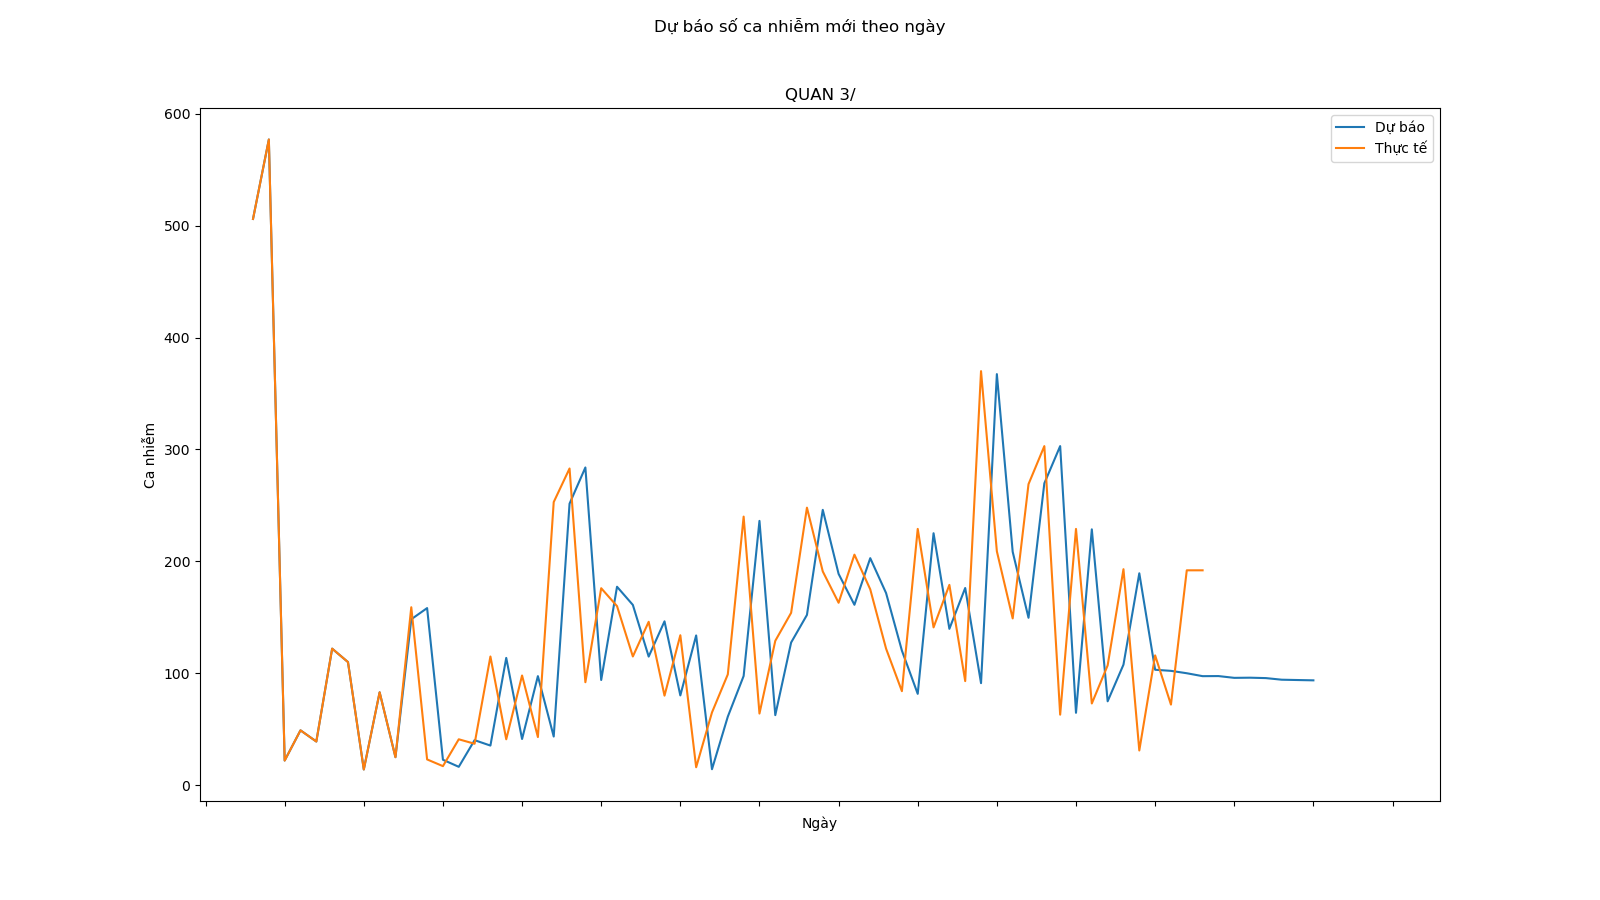 Dự báo số ca nhiễm mới theo ngày
QUAN 3/
Dự báo
Thực tế
600
500
400
300
200
100
0
Ca nhiễm
Ngày